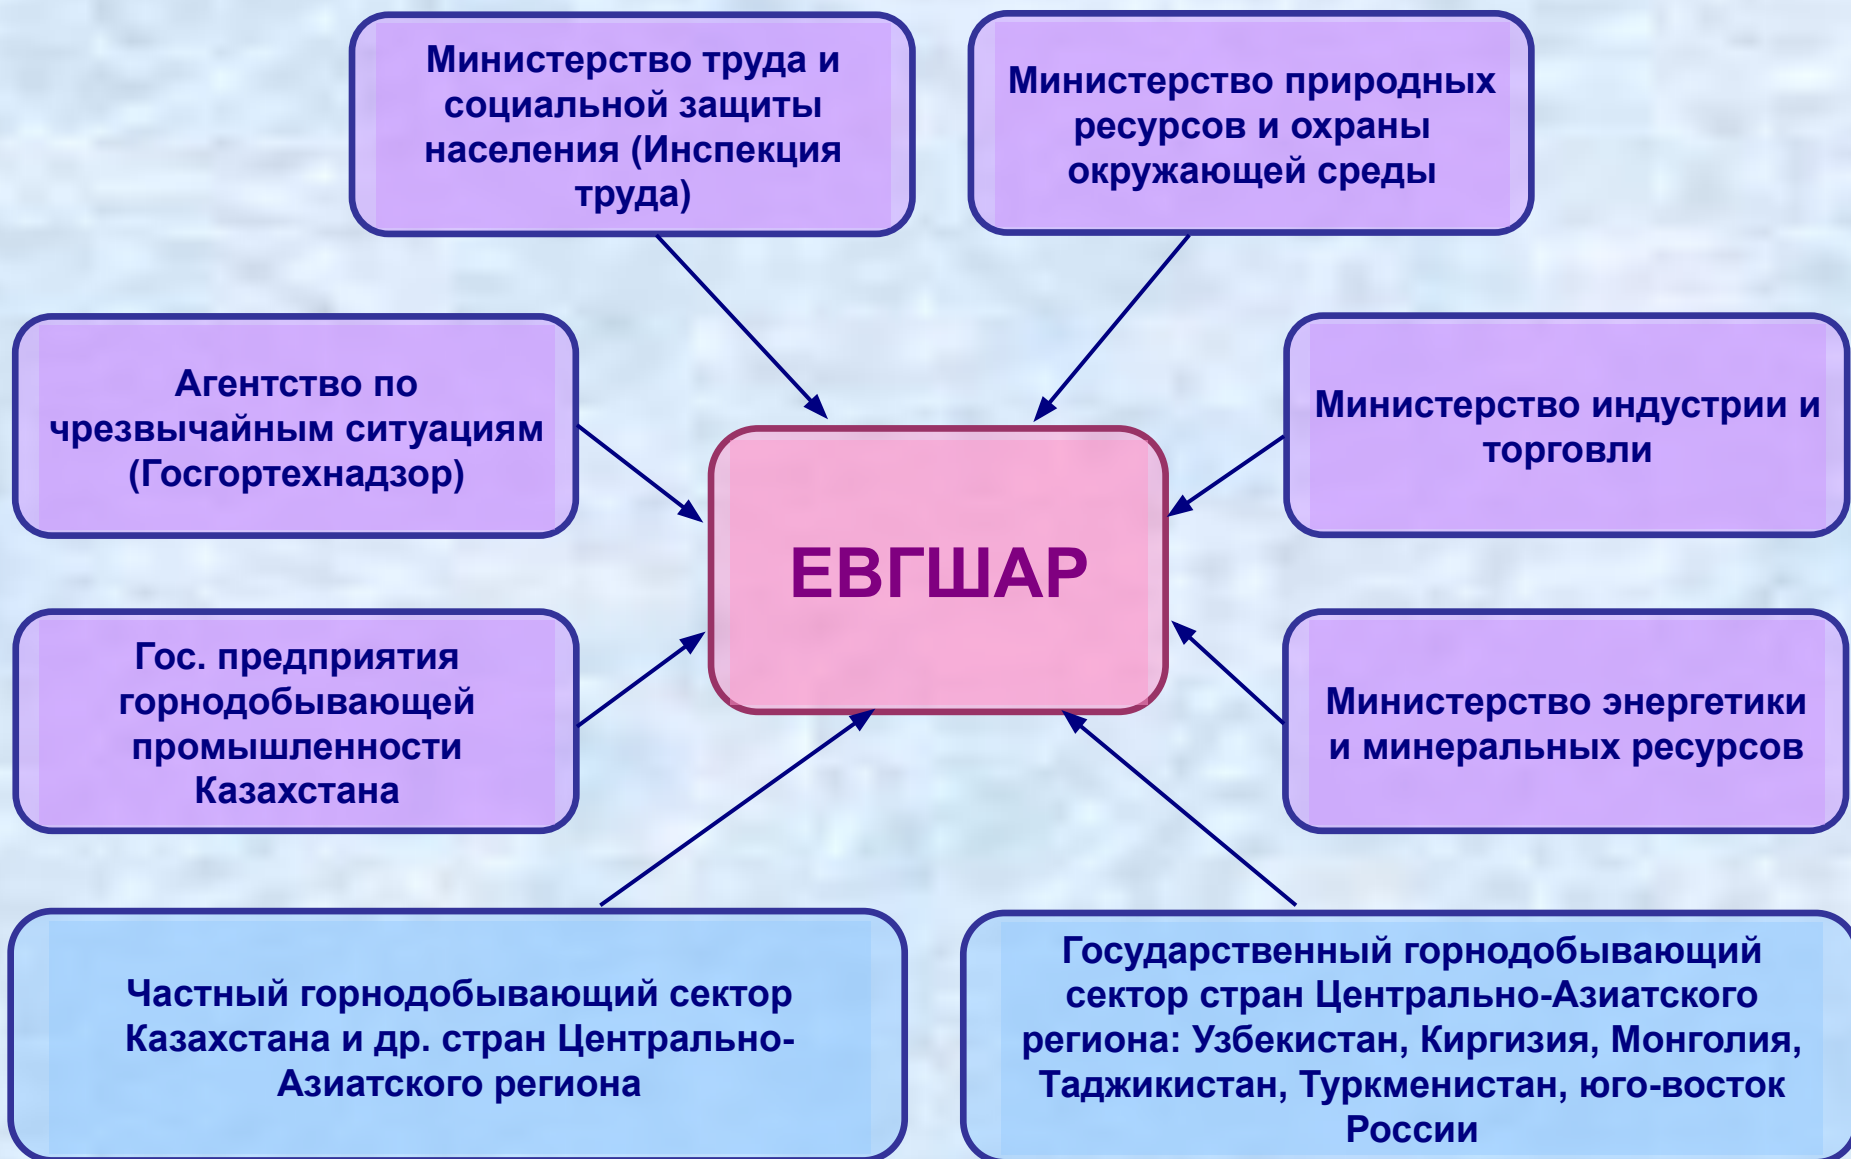 Министерство труда и
социальной защиты
населения (Инспекция
труда)
Министерство природных
ресурсов и охраны
окружающей среды
Агентство по
чрезвычайным ситуациям
(Госгортехнадзор)
Министерство индустрии и
торговли
ЕВГШАР
Гос. предприятия
горнодобывающей
промышленности
Казахстана
Министерство энергетики
и минеральных ресурсов
Частный горнодобывающий сектор
Казахстана и др. стран Центрально-
Азиатского региона
Государственный горнодобывающий
сектор стран Центрально-Азиатского
региона: Узбекистан, Киргизия, Монголия,
Таджикистан, Туркменистан, юго-восток
России